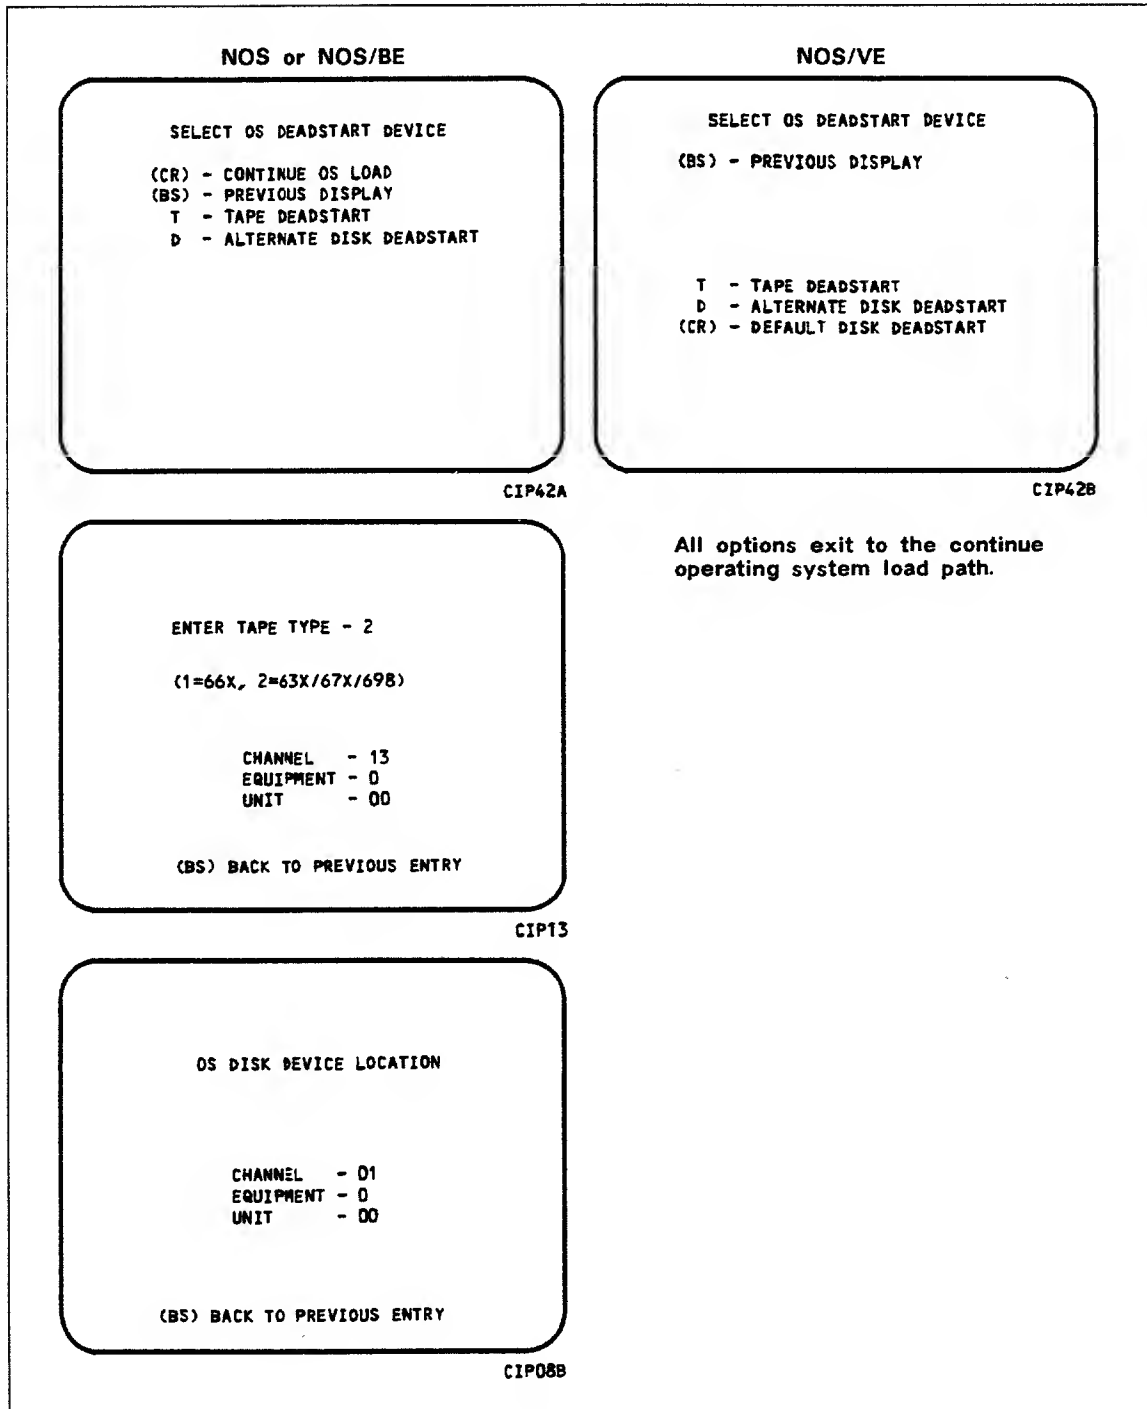 NOS or NOS/BE
SELECT OS DEADSTART DEVICE
(CR) - CONTINUE OS LOAD
(BS) - PREVIOUS DISPLAY
T - TAPE DEADSTART
D - ALTERNATE DISK DEADSTART
CIP42A
NOS/VE
SELECT OS DEADSTART DEVICE
(BS) - PREVIOUS DISPLAY
T - TAPE DEADSTART
D - ALTERNATE DISK DEADSTART
(CR) - DEFAULT DISK DEADSTART
CIP42B
All options exit to the continue
operating system load path.
ENTER TAPE TYPE - 2
(1=66X, 2=63X/67X/698)
CHANNEL - 13
EQUIPMENT - 0
UNIT - 00
(BS) BACK TO PREVIOUS ENTRY
CIP13
OS DISK DEVICE LOCATION
CHANNEL - 01
EQUIPMENT - 0
UNIT - 00
(BS) BACK TO PREVIOUS ENTRY
CIP08B